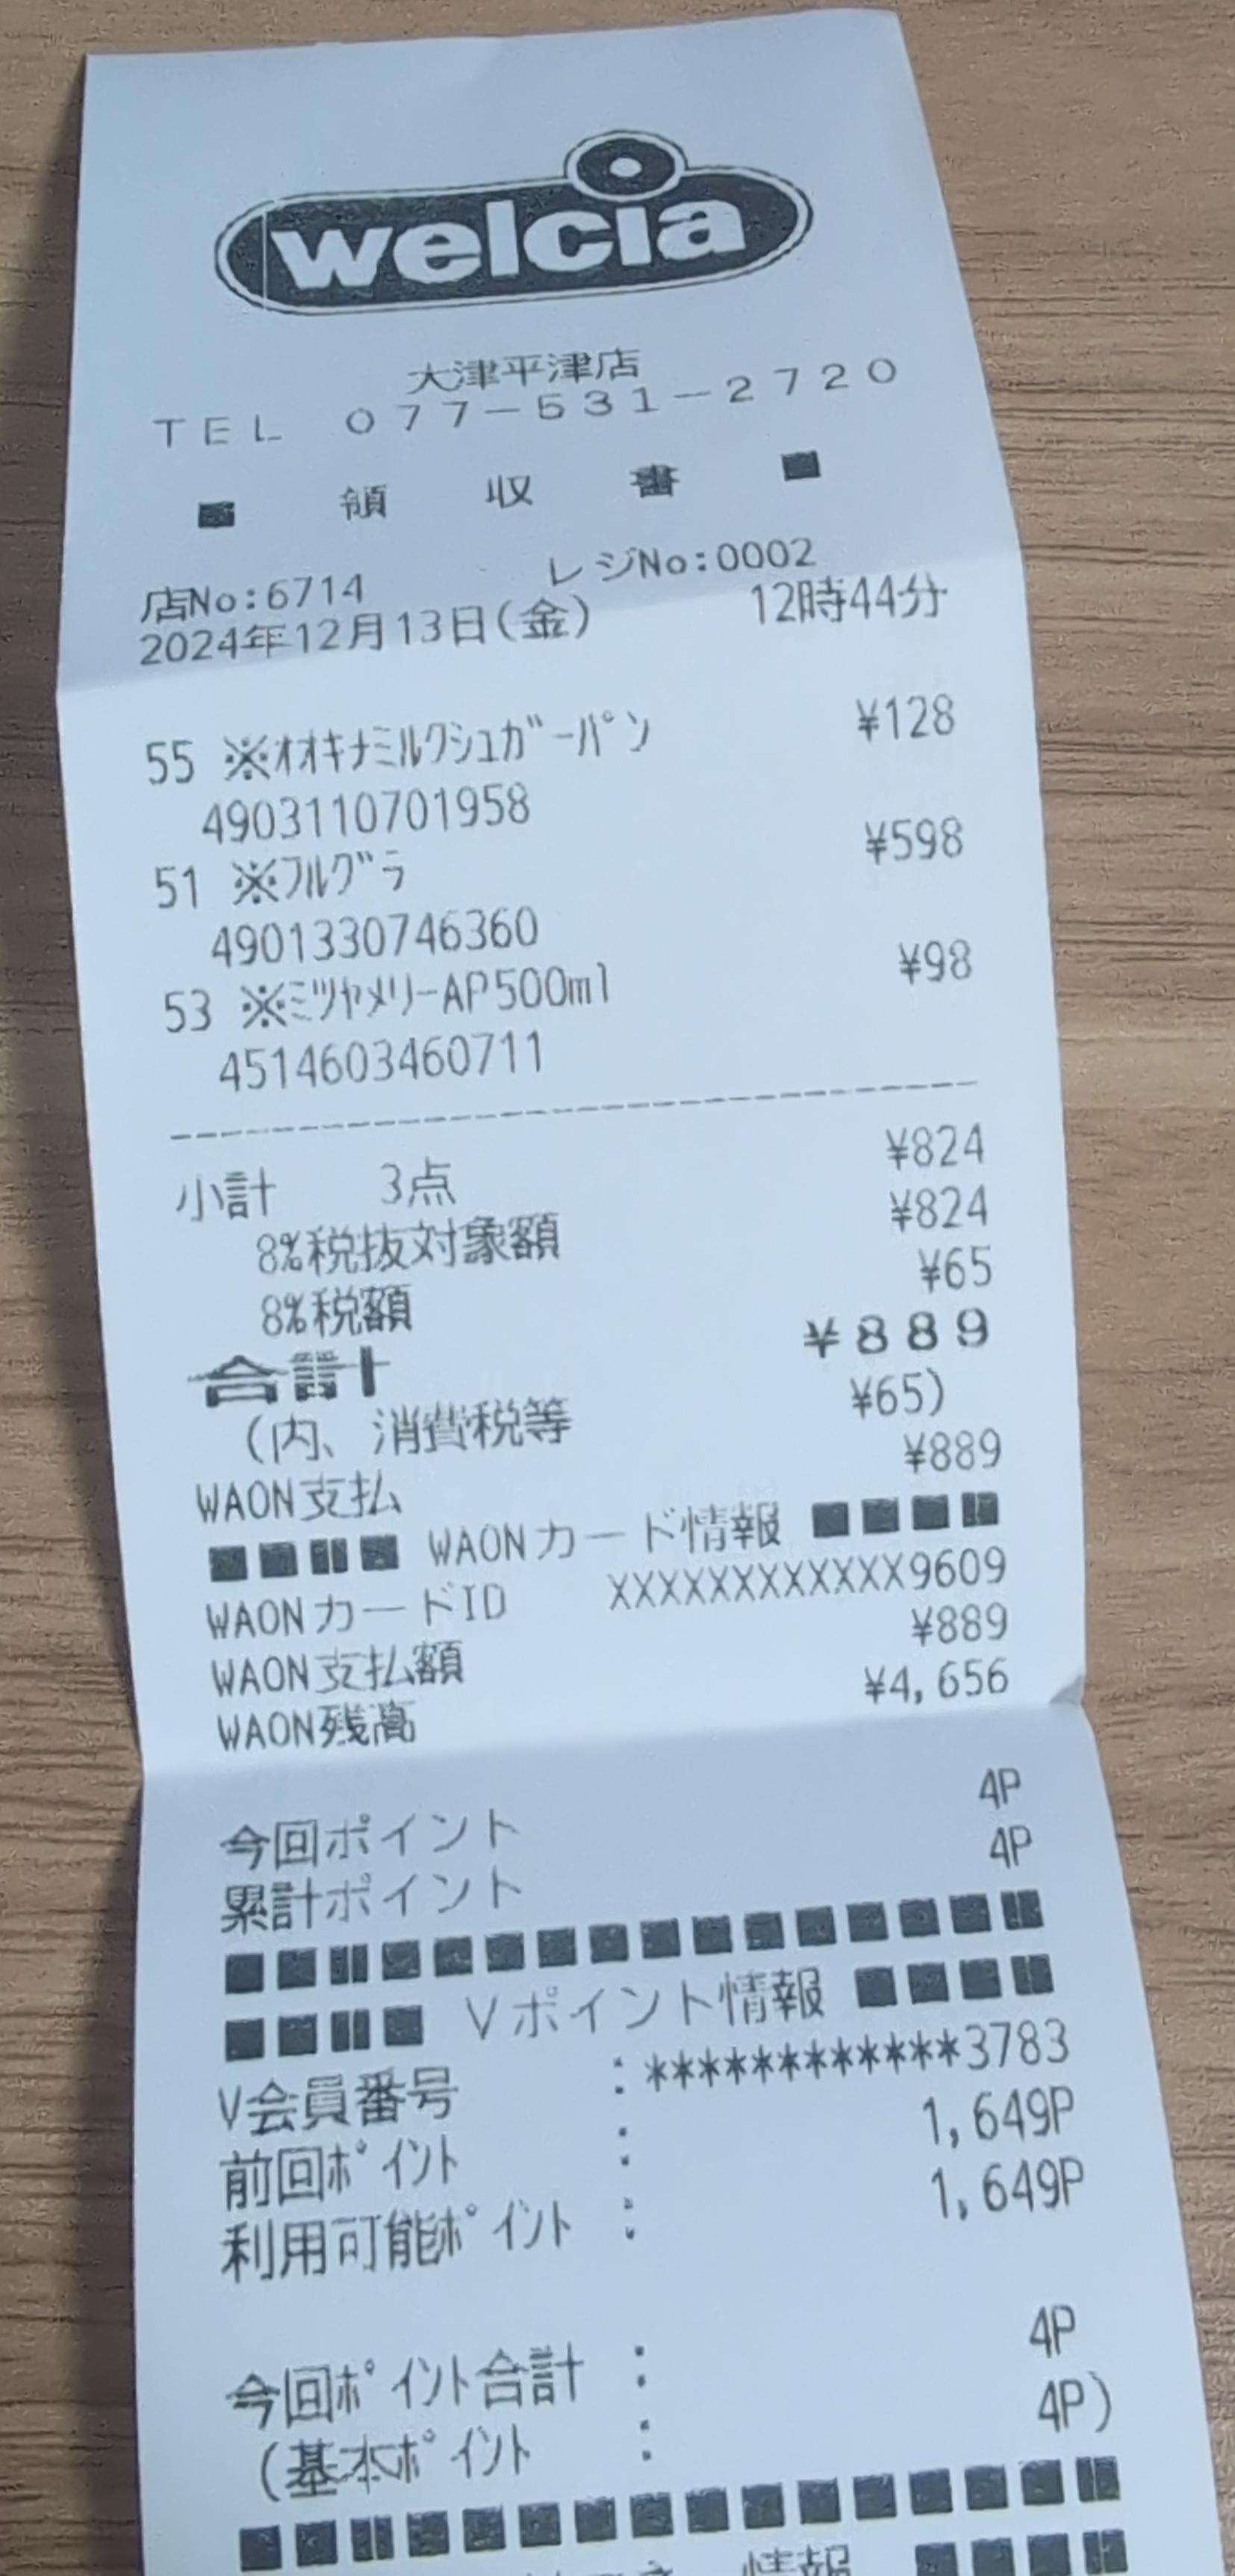 welcia
大津平津店
TEL 077-531-2720
■ 領収書 ■
店No:6714 レジNo:0002
2024年12月13日(金) 12時44分
55 ※ｵｵｷﾅﾐﾙｸｼｭｶﾞｰﾊﾟﾝ ¥128
4903110701958
51 ※ﾌﾙｸﾞﾗ ¥598
4901330746360
53 ※ﾐﾂﾔﾒﾘｰAP500ml ¥98
4514603460711
小計 3点 ¥824
8%税抜対象額 ¥824
8%税額 ¥65
合計 ¥889
(内、消費税等 ¥65)
WAON支払 ¥889
■■■■ WAONカード情報 ■■■■
WAONカードID XXXXXXXXXXXX9609
WAON支払額 ¥889
WAON残高 ¥4,656
今回ポイント 4P
累計ポイント 4P
■■■■■■■■■■■■■■■■
■■■■ Vポイント情報 ■■■■
V会員番号 :************3783
前回ﾎﾟｲﾝﾄ : 1,649P
利用可能ﾎﾟｲﾝﾄ : 1,649P
今回ﾎﾟｲﾝﾄ合計 : 4P
(基本ﾎﾟｲﾝﾄ : 4P)
■■■■■■■■■■■■■■■■
情報 ■■■■